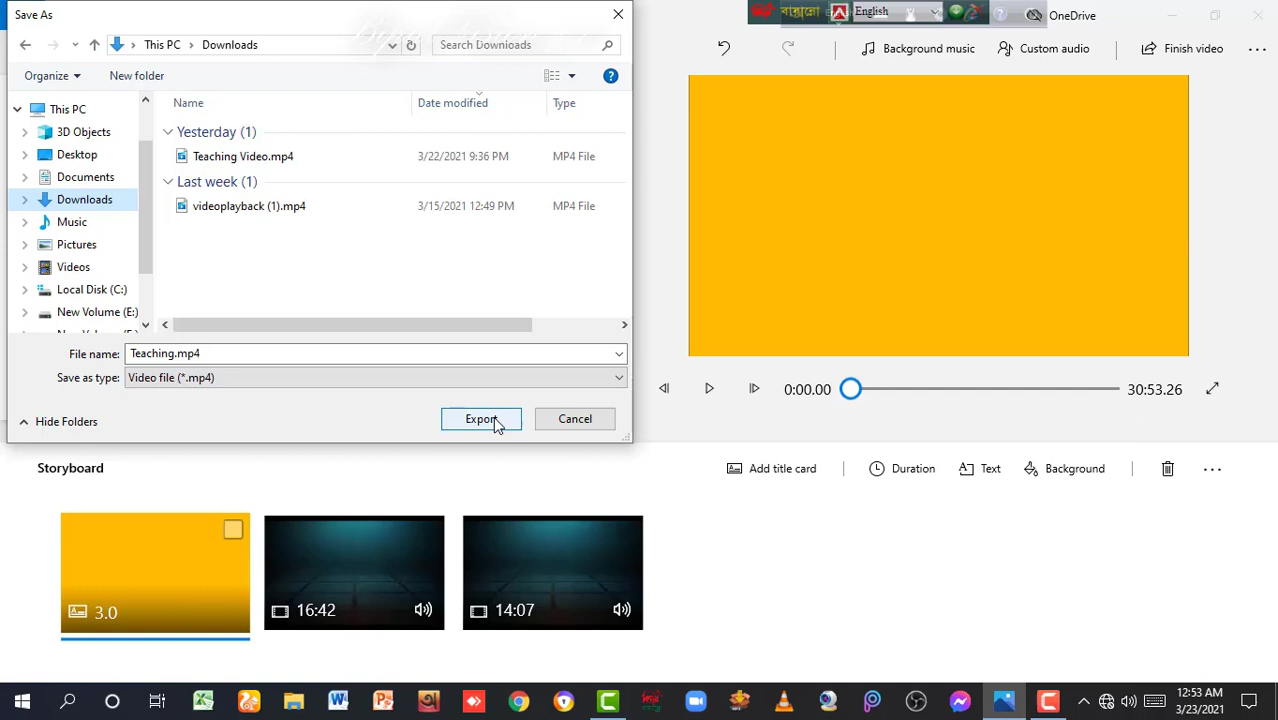 Save As
This PC > Downloads
Search Downloads
Organize
New folder
This PC
3D Objects
Desktop
Documents
Downloads
Music
Pictures
Videos
Local Disk (C:)
New Volume (E:)
Name
Date modified
Type
Yesterday (1)
Teaching Video.mp4
3/22/2021 9:36 PM
MP4 File
Last week (1)
videoplayback (1).mp4
3/15/2021 12:49 PM
MP4 File
File name:
Teaching.mp4
Save as type:
Video file (*.mp4)
Hide Folders
Export
Cancel
English
OneDrive
Background music
Custom audio
Finish video
0:00.00
30:53.26
Storyboard
Add title card
Duration
Text
Background
3.0
16:42
14:07
12:53 AM
3/23/2021